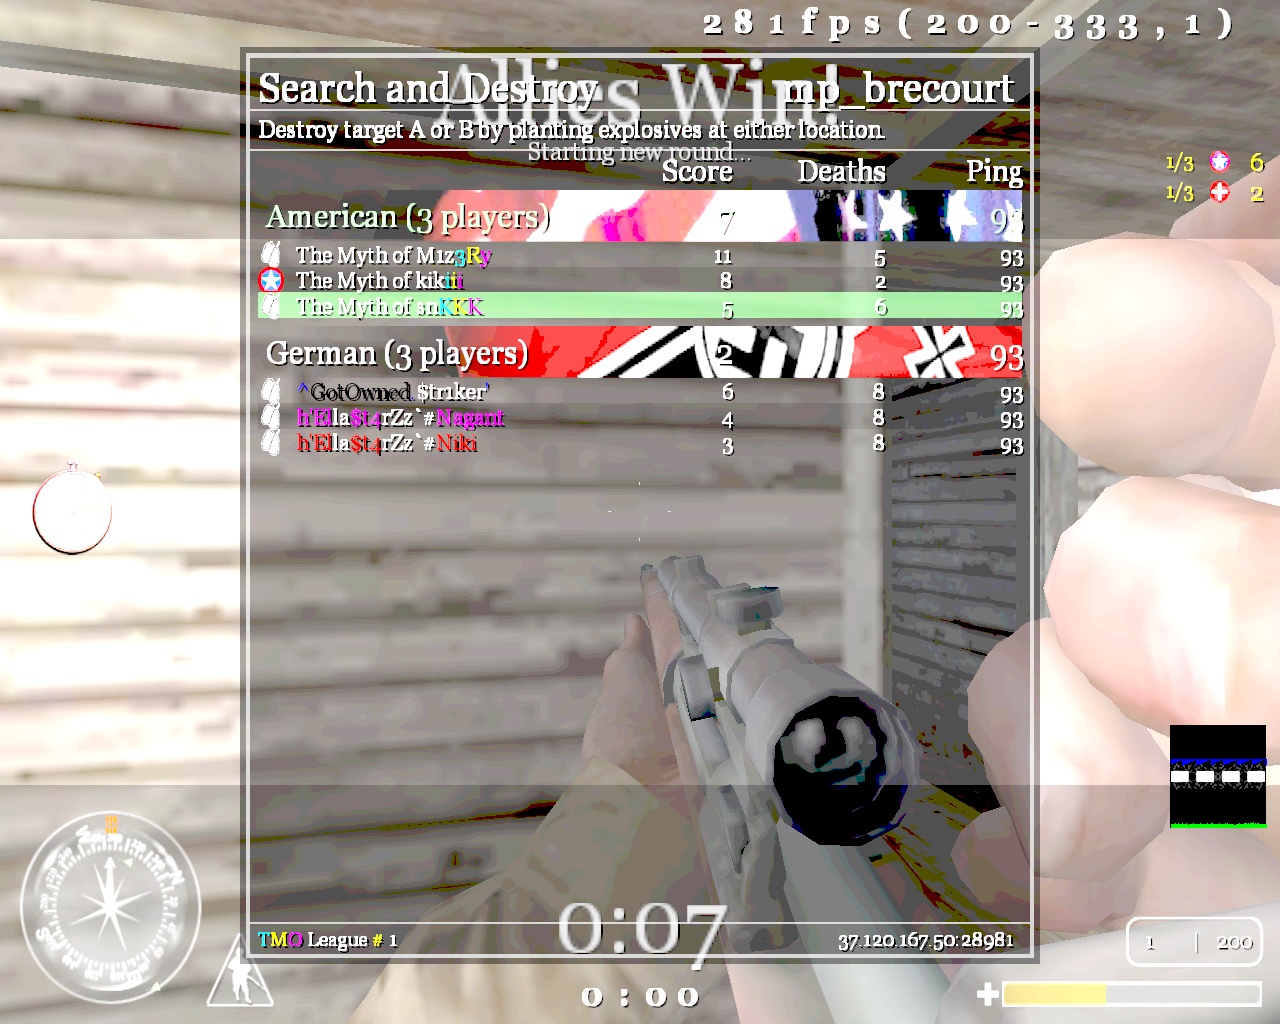 281fps(200-333,1)
Allies Win!
Search and Destroy mp_brecourt
Destroy target A or B by planting explosives at either location.
Starting new round...
Score Deaths Ping
1/3 6
1/3 2
American (3 players) 7 93
The Myth of M1z3Ry 11 5 93
The Myth of kikiii 8 2 93
The Myth of snKKK 5 6 93
German (3 players) 2 93
^GotOwned.$tr1ker' 6 8 93
h'Ella$t4rZz`#Nagant 4 8 93
h'Ella$t4rZz`#Niki 3 8 93
0:07
TMO League # 1 37.120.167.50:28981
1 | 200
0:00